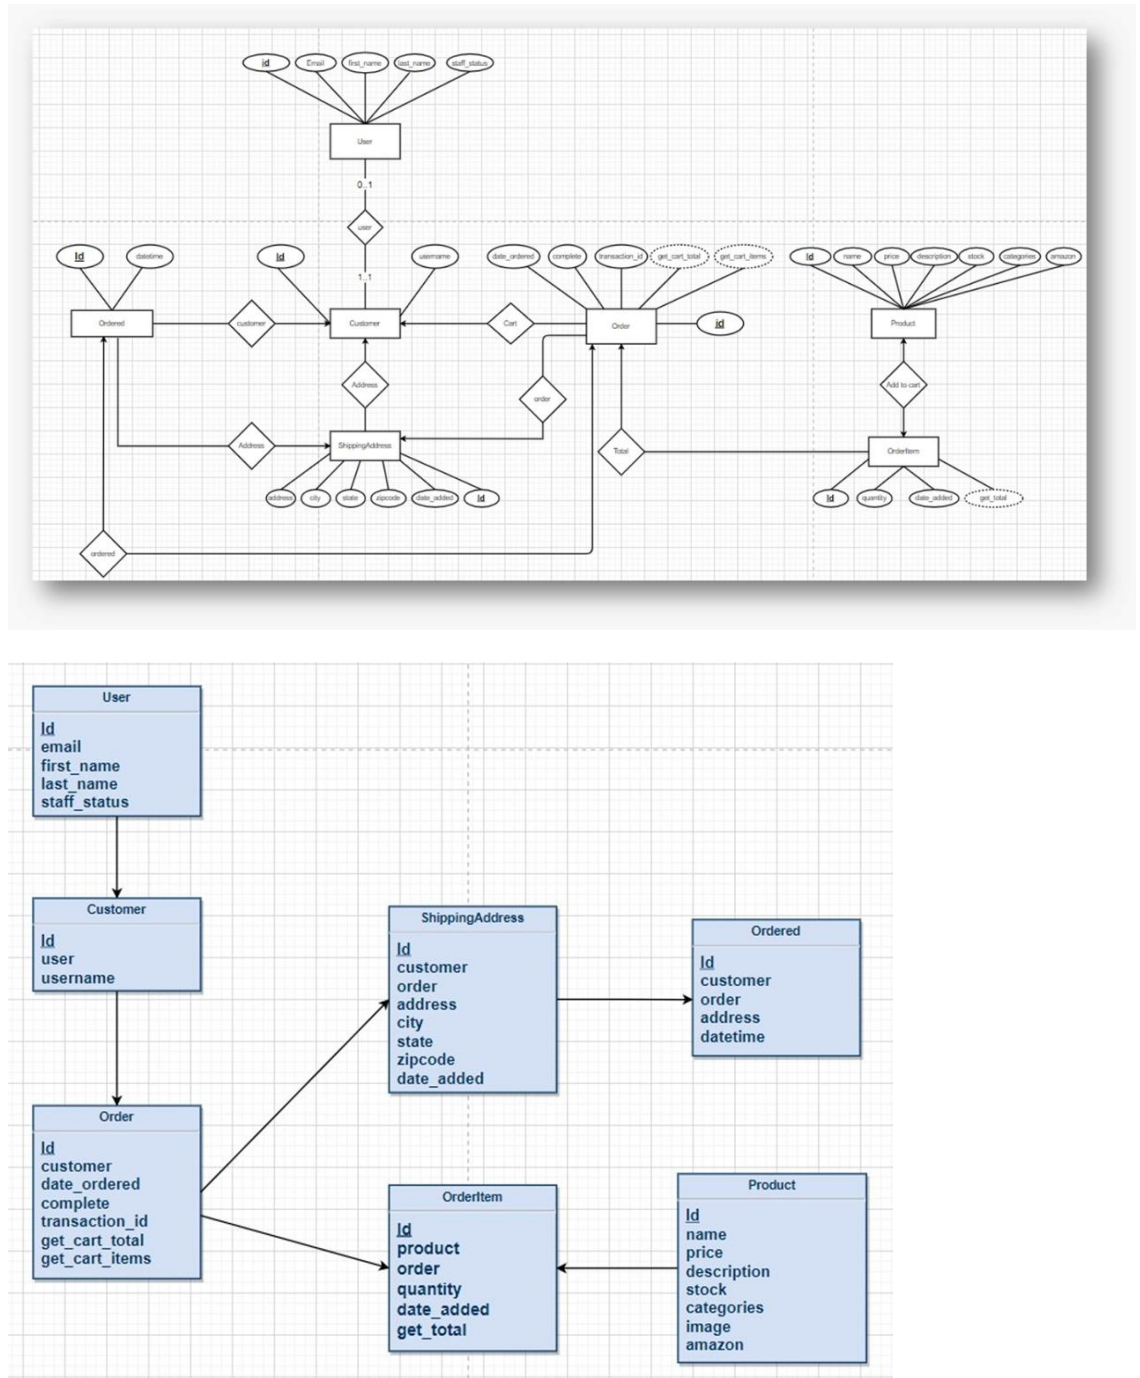 id Email first_name last_name staff_status
User
0..1
user
Id datetime Id 1..1 username date_ordered complete transaction_id get_cart_total get_cart_items Id name price description stock categories amazon
Ordered customer Customer Cart Order id Product
Address order Add to cart
Address ShippingAddress Total OrderItem
address city state zipcode date_added Id Id quantity date_added get_total
ordered
User
Id
email
first_name
last_name
staff_status
Customer
Id
user
username
Order
Id
customer
date_ordered
complete
transaction_id
get_cart_total
get_cart_items
ShippingAddress
Id
customer
order
address
city
state
zipcode
date_added
Ordered
Id
customer
order
address
datetime
OrderItem
Id
product
order
quantity
date_added
get_total
Product
Id
name
price
description
stock
categories
image
amazon